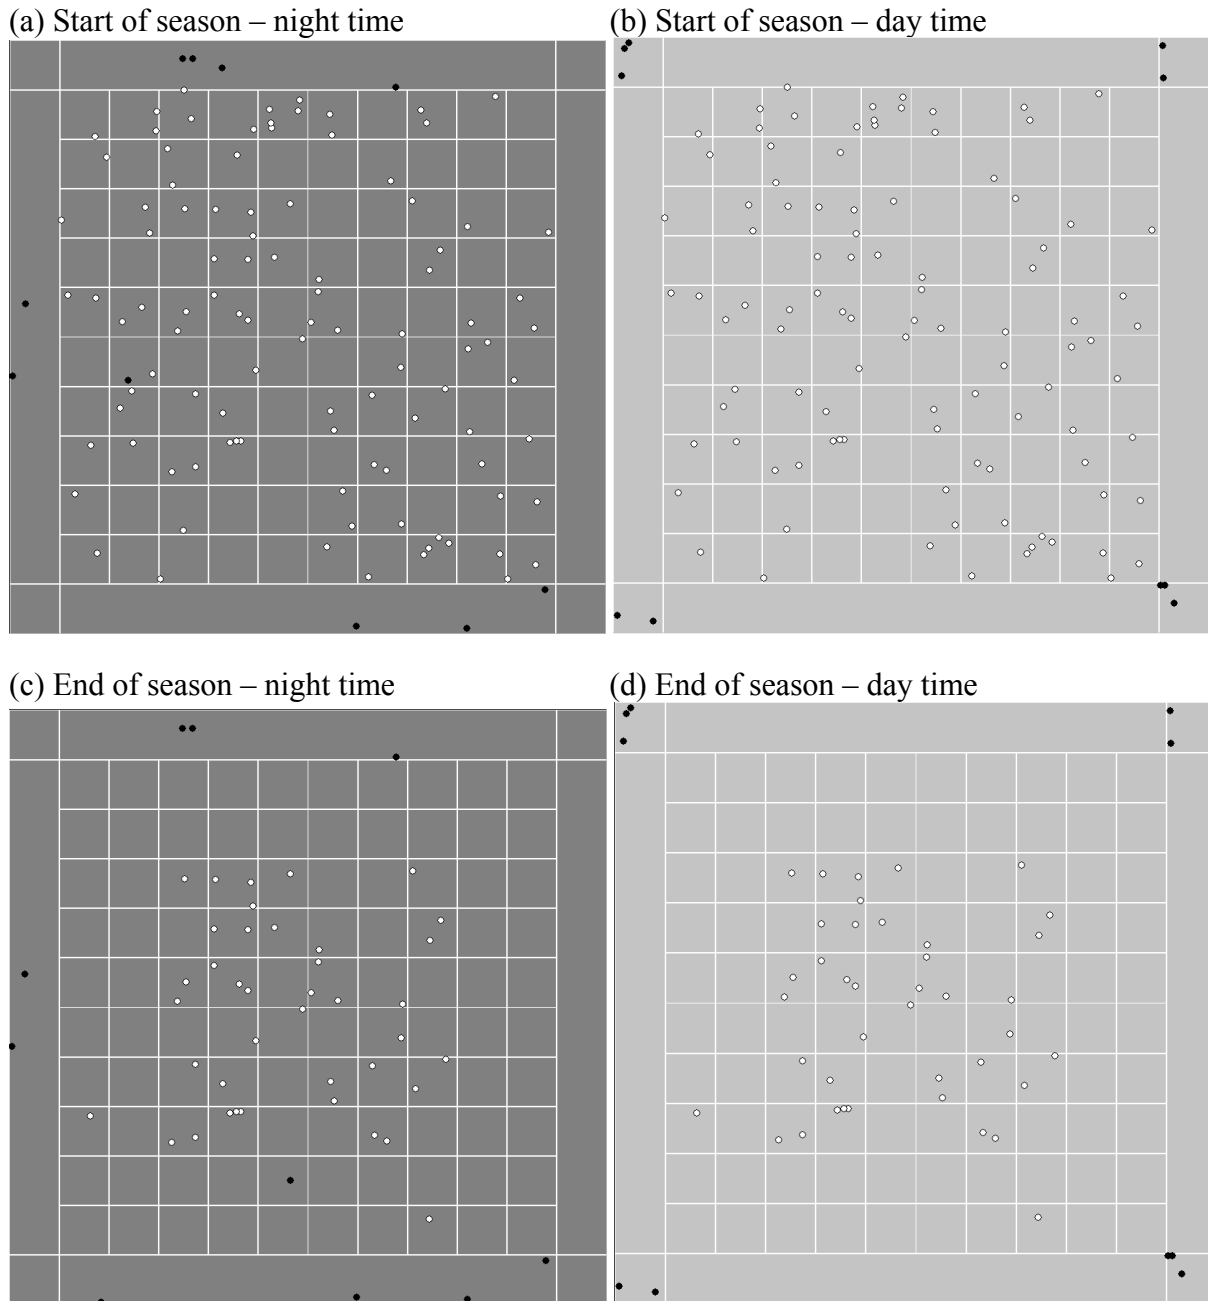 (a) Start of season – night time
(b) Start of season – day time
(c) End of season – night time
(d) End of season – day time